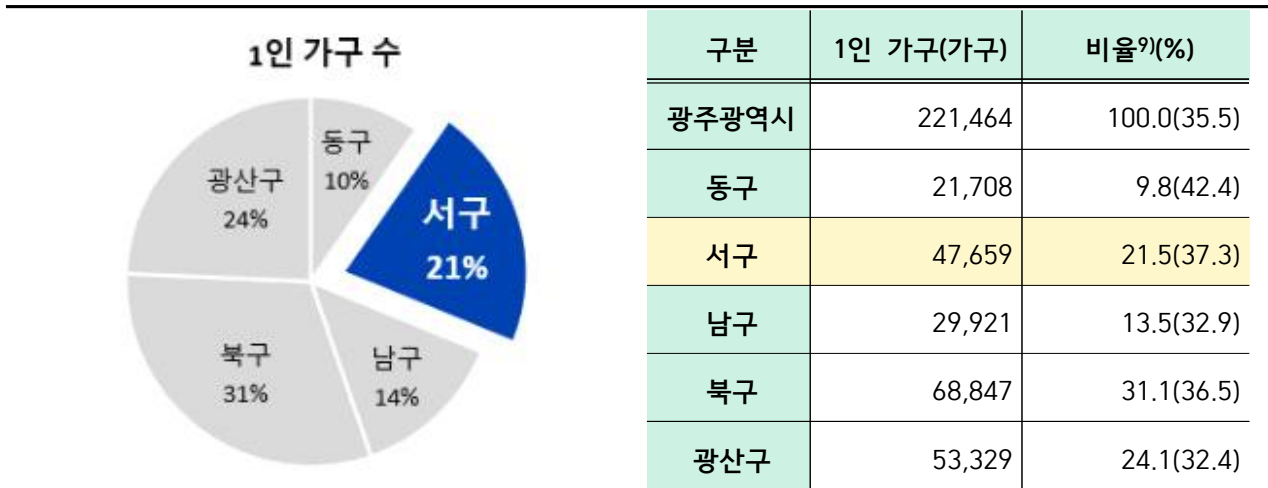 1인 가구 수
동구
10%
서구
21%
남구
14%
북구
31%
광산구
24%
구분 1인 가구(가구) 비율9)(%)
광주광역시 221,464 100.0(35.5)
동구 21,708 9.8(42.4)
서구 47,659 21.5(37.3)
남구 29,921 13.5(32.9)
북구 68,847 31.1(36.5)
광산구 53,329 24.1(32.4)